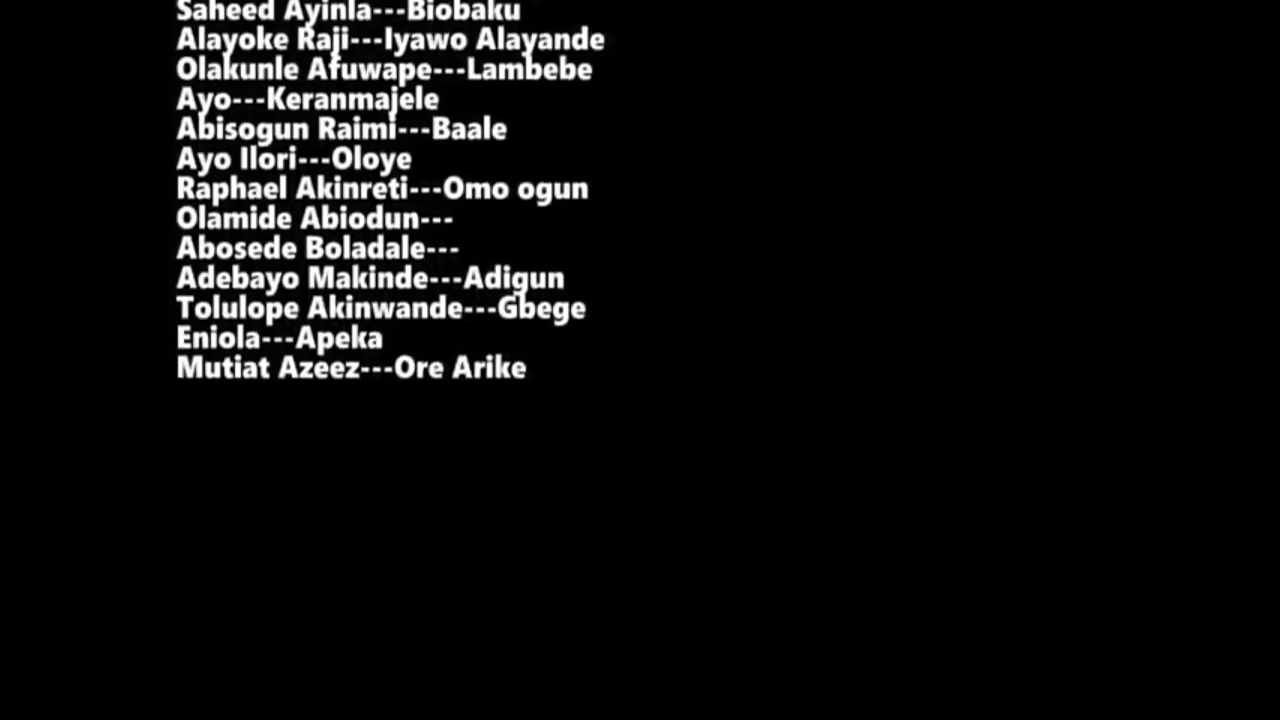 Saheed Ayinla---Biobaku
Alayoke Raji---Iyawo Alayande
Olakunle Afuwape---Lambebe
Ayo---Keranmajele
Abisogun Raimi---Baale
Ayo Ilori---Oloye
Raphael Akinreti---Omo ogun
Olamide Abiodun---
Abosede Boladale---
Adebayo Makinde---Adigun
Tolulope Akinwande---Gbege
Eniola---Apeka
Mutiat Azeez---Ore Arike